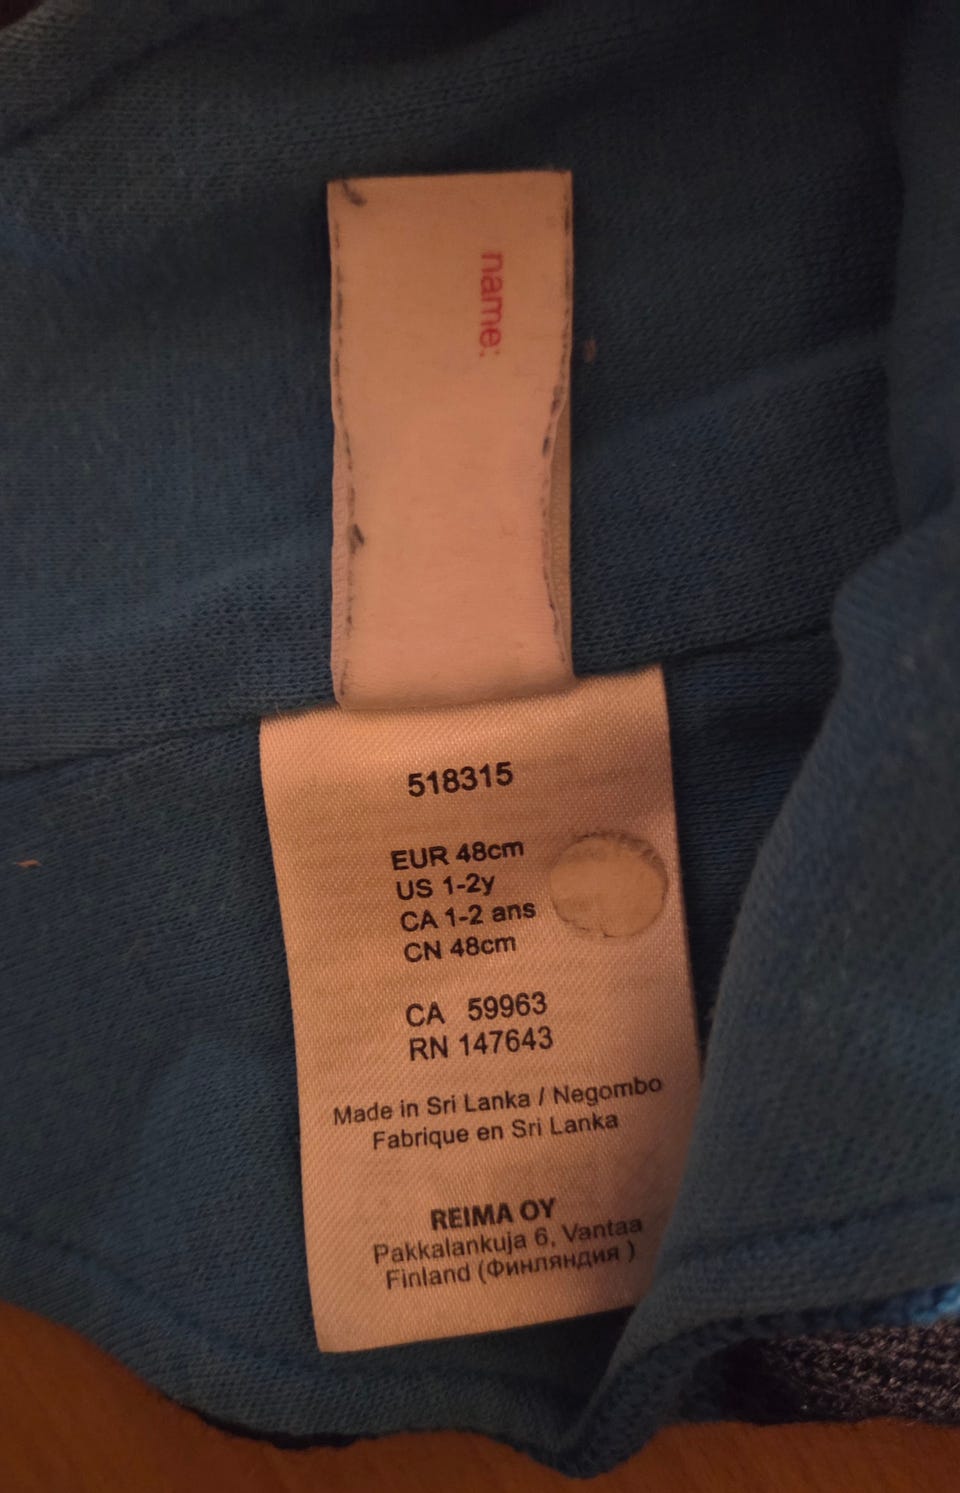 name:
518315
EUR 48cm
US 1-2y
CA 1-2 ans
CN 48cm
CA 59963
RN 147643
Made in Sri Lanka / Negombo
Fabrique en Sri Lanka
REIMA OY
Pakkalankuja 6, Vantaa
Finland (Финляндия )